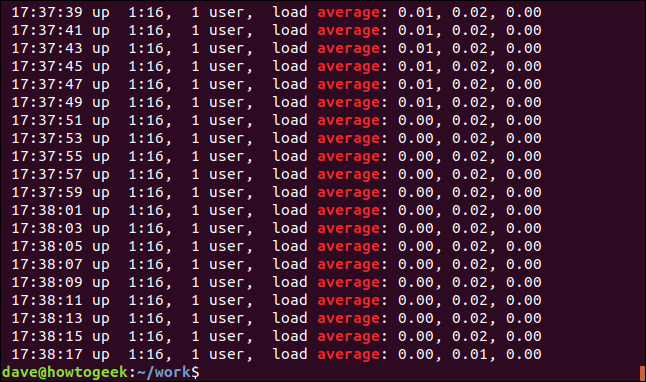 17:37:39 up  1:16,  1 user,  load average: 0.01, 0.02, 0.00
17:37:41 up  1:16,  1 user,  load average: 0.01, 0.02, 0.00
17:37:43 up  1:16,  1 user,  load average: 0.01, 0.02, 0.00
17:37:45 up  1:16,  1 user,  load average: 0.01, 0.02, 0.00
17:37:47 up  1:16,  1 user,  load average: 0.01, 0.02, 0.00
17:37:49 up  1:16,  1 user,  load average: 0.01, 0.02, 0.00
17:37:51 up  1:16,  1 user,  load average: 0.00, 0.02, 0.00
17:37:53 up  1:16,  1 user,  load average: 0.00, 0.02, 0.00
17:37:55 up  1:16,  1 user,  load average: 0.00, 0.02, 0.00
17:37:57 up  1:16,  1 user,  load average: 0.00, 0.02, 0.00
17:37:59 up  1:16,  1 user,  load average: 0.00, 0.02, 0.00
17:38:01 up  1:16,  1 user,  load average: 0.00, 0.02, 0.00
17:38:03 up  1:16,  1 user,  load average: 0.00, 0.02, 0.00
17:38:05 up  1:16,  1 user,  load average: 0.00, 0.02, 0.00
17:38:07 up  1:16,  1 user,  load average: 0.00, 0.02, 0.00
17:38:09 up  1:16,  1 user,  load average: 0.00, 0.02, 0.00
17:38:11 up  1:16,  1 user,  load average: 0.00, 0.02, 0.00
17:38:13 up  1:16,  1 user,  load average: 0.00, 0.02, 0.00
17:38:15 up  1:16,  1 user,  load average: 0.00, 0.02, 0.00
17:38:17 up  1:16,  1 user,  load average: 0.00, 0.01, 0.00
dave@howtogeek:~/work$